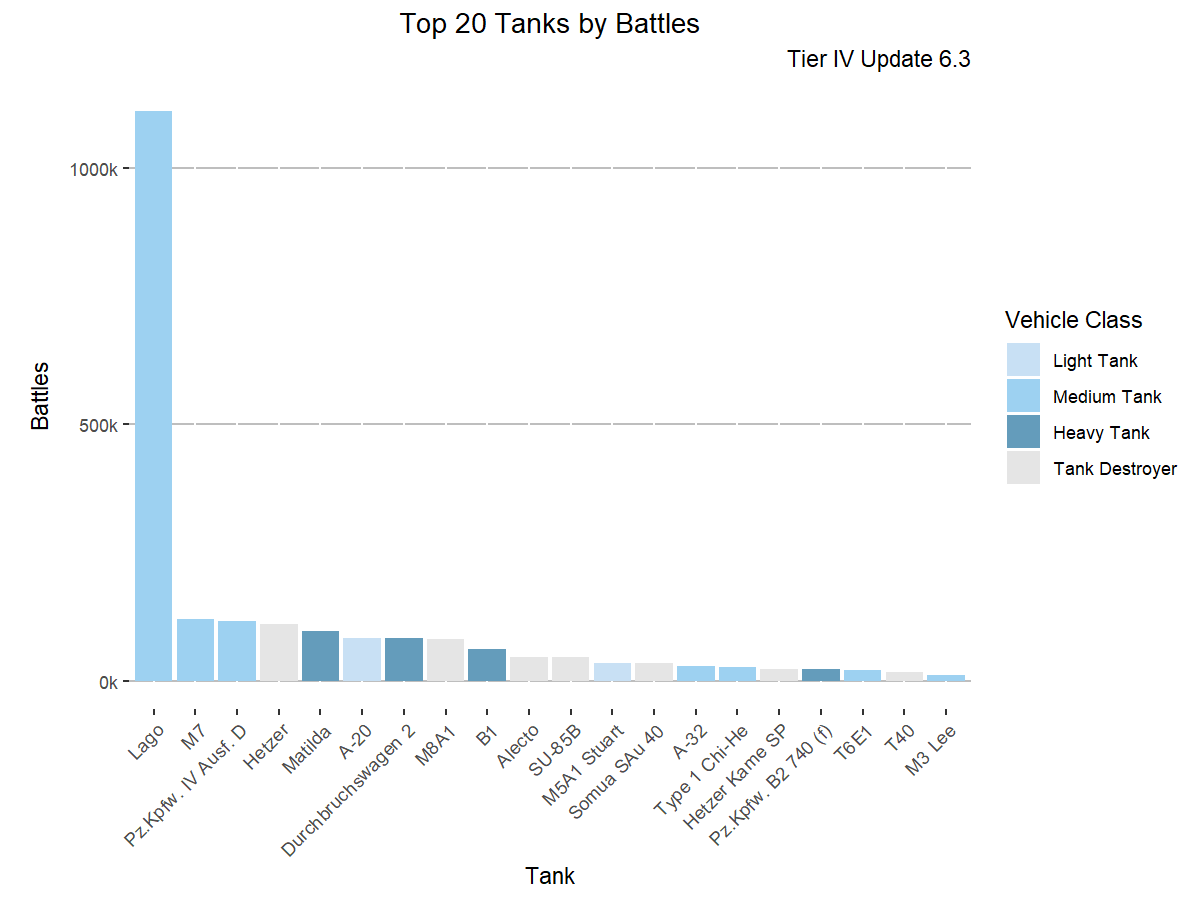 Top 20 Tanks by Battles
Tier IV Update 6.3
Battles
1000k
500k
0k
Lago
M7
Pz.Kpfw. IV Ausf. D
Hetzer
Matilda
A-20
Durchbruchswagen 2
M8A1
B1
Alecto
SU-85B
M5A1 Stuart
Somua SAu 40
A-32
Type 1 Chi-He
Hetzer Kame SP
Pz.Kpfw. B2 740 (f)
T6E1
T40
M3 Lee
Tank
Vehicle Class
Light Tank
Medium Tank
Heavy Tank
Tank Destroyer